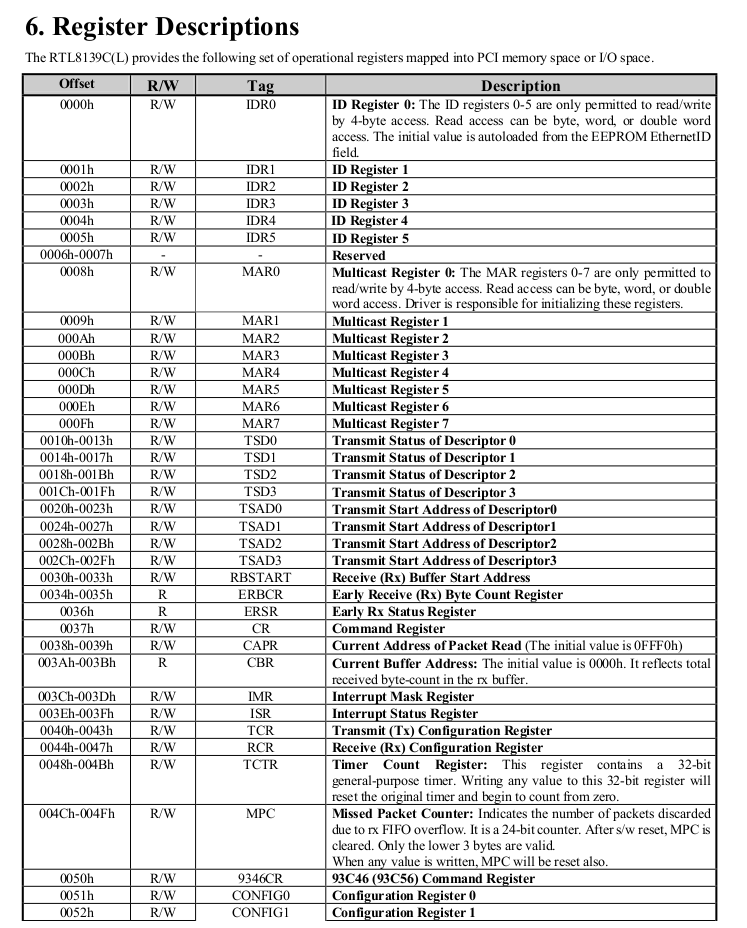 6. Register Descriptions
The RTL8139C(L) provides the following set of operational registers mapped into PCI memory space or I/O space.
Offset R/W Tag Description
0000h R/W IDR0 ID Register 0: The ID registers 0-5 are only permitted to read/write
by 4-byte access. Read access can be byte, word, or double word
access. The initial value is autoloaded from the EEPROM EthernetID
field.
0001h R/W IDR1 ID Register 1
0002h R/W IDR2 ID Register 2
0003h R/W IDR3 ID Register 3
0004h R/W IDR4 ID Register 4
0005h R/W IDR5 ID Register 5
0006h-0007h - - Reserved
0008h R/W MAR0 Multicast Register 0: The MAR registers 0-7 are only permitted to
read/write by 4-byte access. Read access can be byte, word, or double
word access. Driver is responsible for initializing these registers.
0009h R/W MAR1 Multicast Register 1
000Ah R/W MAR2 Multicast Register 2
000Bh R/W MAR3 Multicast Register 3
000Ch R/W MAR4 Multicast Register 4
000Dh R/W MAR5 Multicast Register 5
000Eh R/W MAR6 Multicast Register 6
000Fh R/W MAR7 Multicast Register 7
0010h-0013h R/W TSD0 Transmit Status of Descriptor 0
0014h-0017h R/W TSD1 Transmit Status of Descriptor 1
0018h-001Bh R/W TSD2 Transmit Status of Descriptor 2
001Ch-001Fh R/W TSD3 Transmit Status of Descriptor 3
0020h-0023h R/W TSAD0 Transmit Start Address of Descriptor0
0024h-0027h R/W TSAD1 Transmit Start Address of Descriptor1
0028h-002Bh R/W TSAD2 Transmit Start Address of Descriptor2
002Ch-002Fh R/W TSAD3 Transmit Start Address of Descriptor3
0030h-0033h R/W RBSTART Receive (Rx) Buffer Start Address
0034h-0035h R ERBCR Early Receive (Rx) Byte Count Register
0036h R ERSR Early Rx Status Register
0037h R/W CR Command Register
0038h-0039h R/W CAPR Current Address of Packet Read (The initial value is 0FFF0h)
003Ah-003Bh R CBR Current Buffer Address: The initial value is 0000h. It reflects total
received byte-count in the rx buffer.
003Ch-003Dh R/W IMR Interrupt Mask Register
003Eh-003Fh R/W ISR Interrupt Status Register
0040h-0043h R/W TCR Transmit (Tx) Configuration Register
0044h-0047h R/W RCR Receive (Rx) Configuration Register
0048h-004Bh R/W TCTR Timer Count Register: This register contains a 32-bit
general-purpose timer. Writing any value to this 32-bit register will
reset the original timer and begin to count from zero.
004Ch-004Fh R/W MPC Missed Packet Counter: Indicates the number of packets discarded
due to rx FIFO overflow. It is a 24-bit counter. After s/w reset, MPC is
cleared. Only the lower 3 bytes are valid.
When any value is written, MPC will be reset also.
0050h R/W 9346CR 93C46 (93C56) Command Register
0051h R/W CONFIG0 Configuration Register 0
0052h R/W CONFIG1 Configuration Register 1